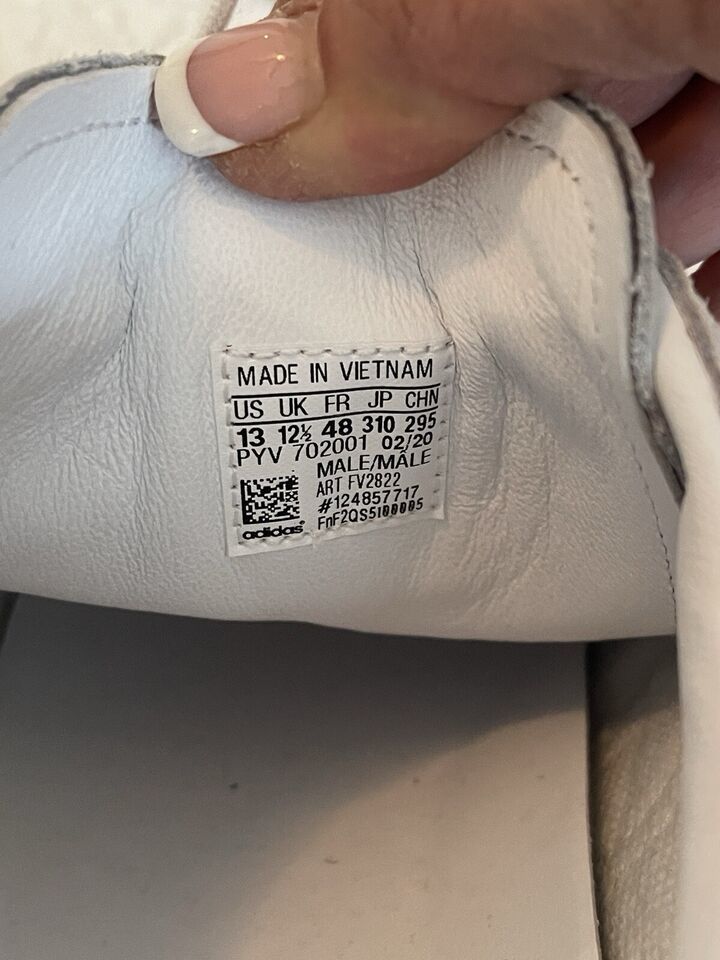 MADE IN VIETNAM
US UK FR JP CHN
13 12½ 48 310 295
PYV 702001 02/20
MALE/MÂLE
ART FV2822
#124857717
FnF2QS5I00005
adidas